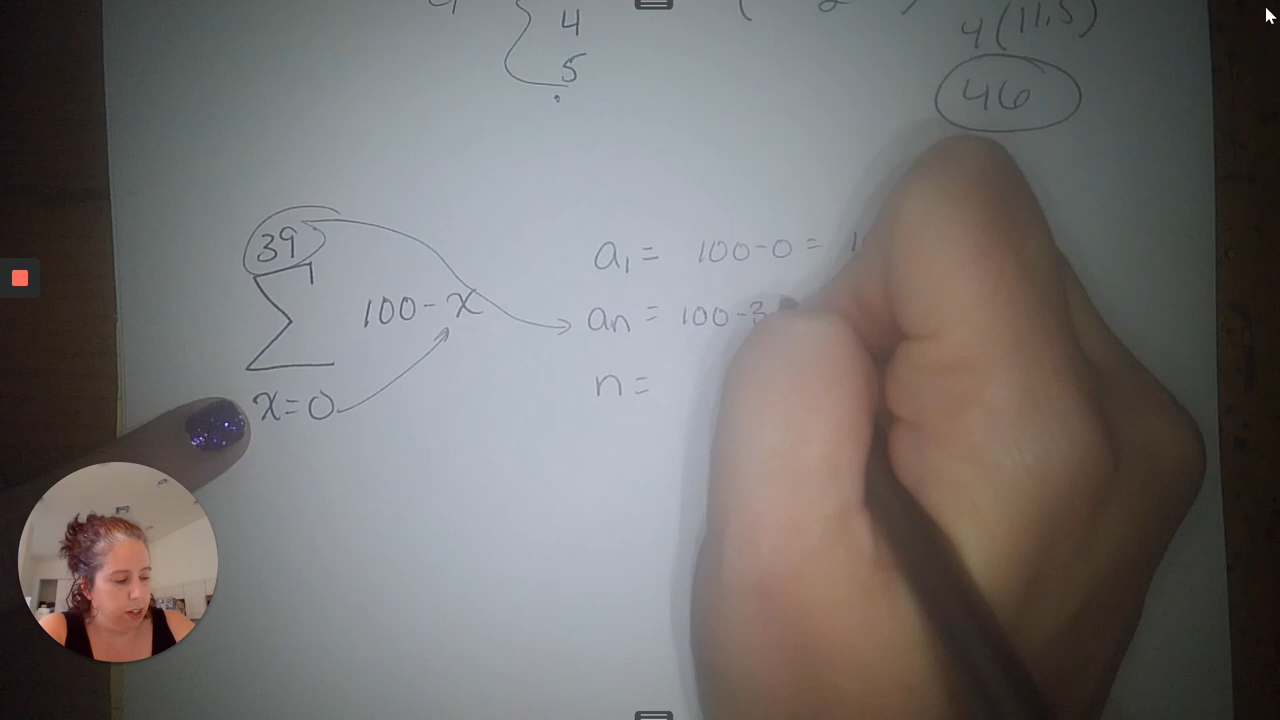 4
5
4(11.5)
46
39
∑ 100-x
x=0
a₁ = 100-0 =
aₙ = 100-3
n =